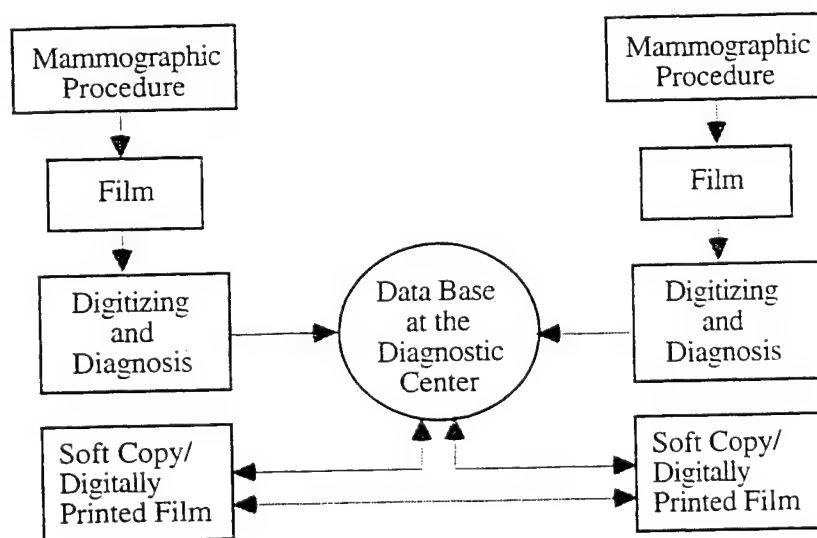 Mammographic
Procedure
Mammographic
Procedure
Film
Film
Digitizing
and
Diagnosis
Data Base
at the
Diagnostic
Center
Digitizing
and
Diagnosis
Soft Copy/
Digitally
Printed Film
Soft Copy/
Digitally
Printed Film